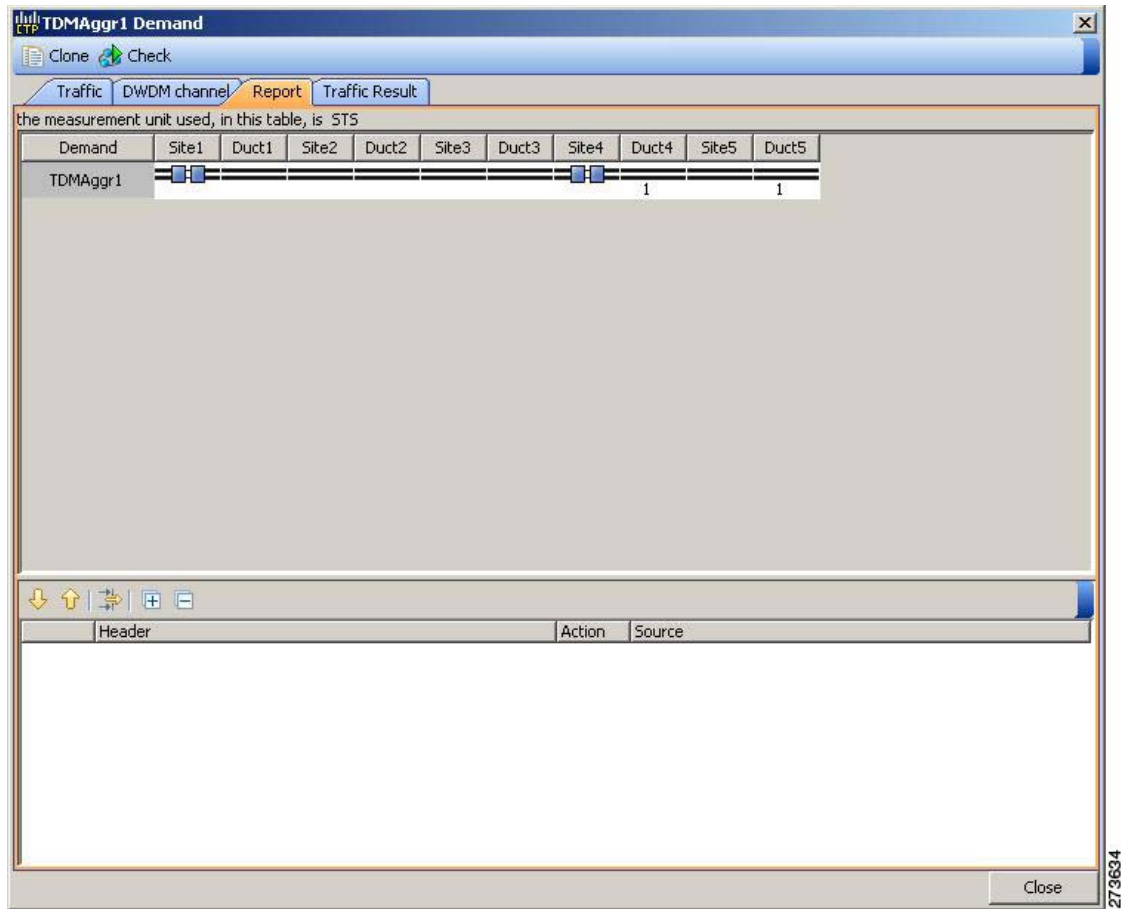 CTP TDMAggr1 Demand
Clone Check
Traffic DWDM channel Report Traffic Result
the measurement unit used, in this table, is STS
Demand Site1 Duct1 Site2 Duct2 Site3 Duct3 Site4 Duct4 Site5 Duct5
TDMAggr1
1 1
Header Action Source
Close
273634